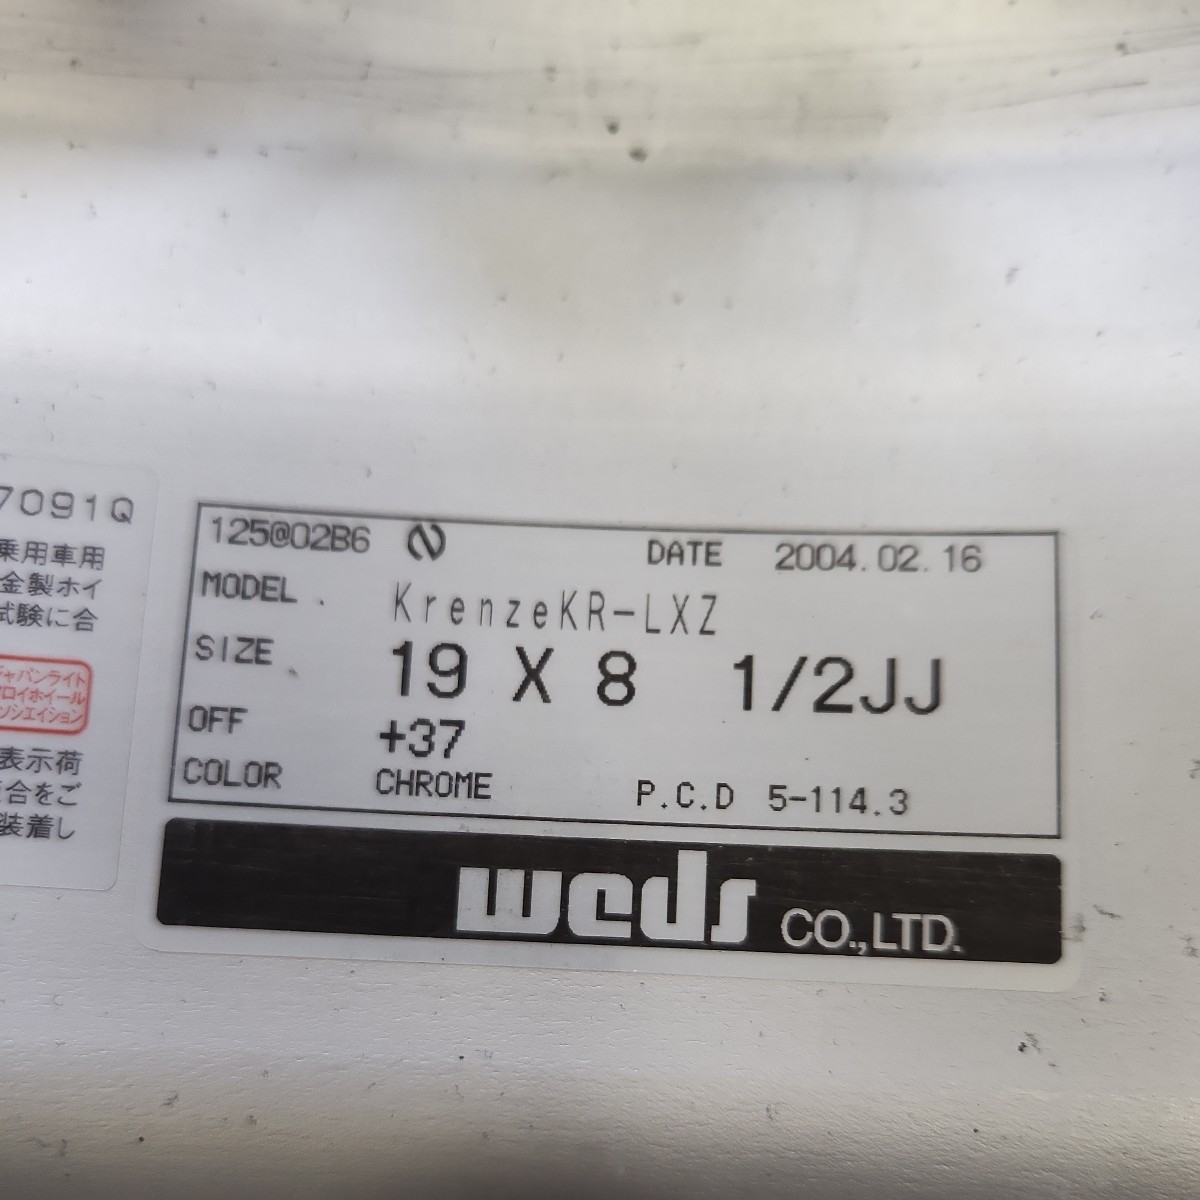 7091Q
乗用車用
金製ホイ
試験に合
ジャパンライト
アロイホイール
ソシエイション
表示荷
合をご
装着し
125@02B6 DATE 2004.02.16
MODEL. KrenzeKR-LXZ
SIZE 19 X 8 1/2JJ
OFF +37
COLOR CHROME P.C.D 5-114.3
weds CO.,LTD.